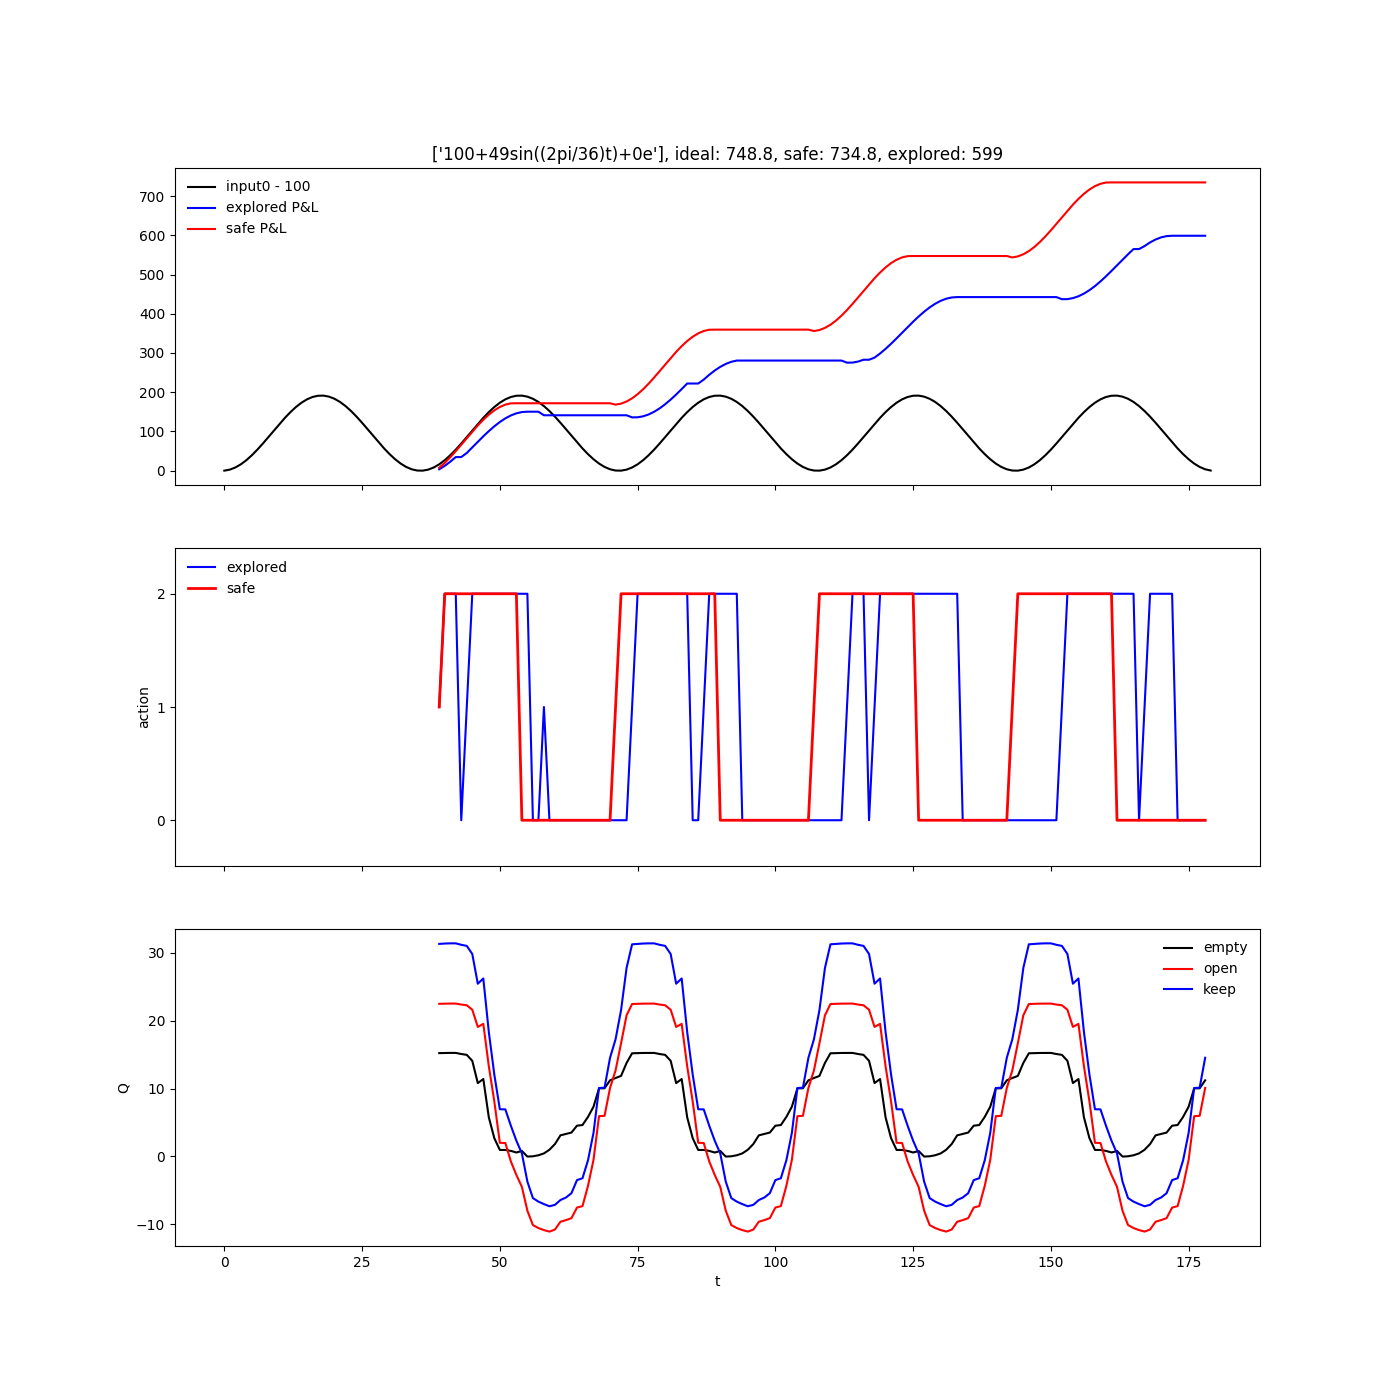 ['100+49sin((2pi/36)t)+0e'], ideal: 748.8, safe: 734.8, explored: 599
input0 - 100
explored P&L
safe P&L
700
600
500
400
300
200
100
0
explored
safe
2
1
0
action
empty
open
keep
30
20
10
0
−10
Q
0 25 50 75 100 125 150 175
t